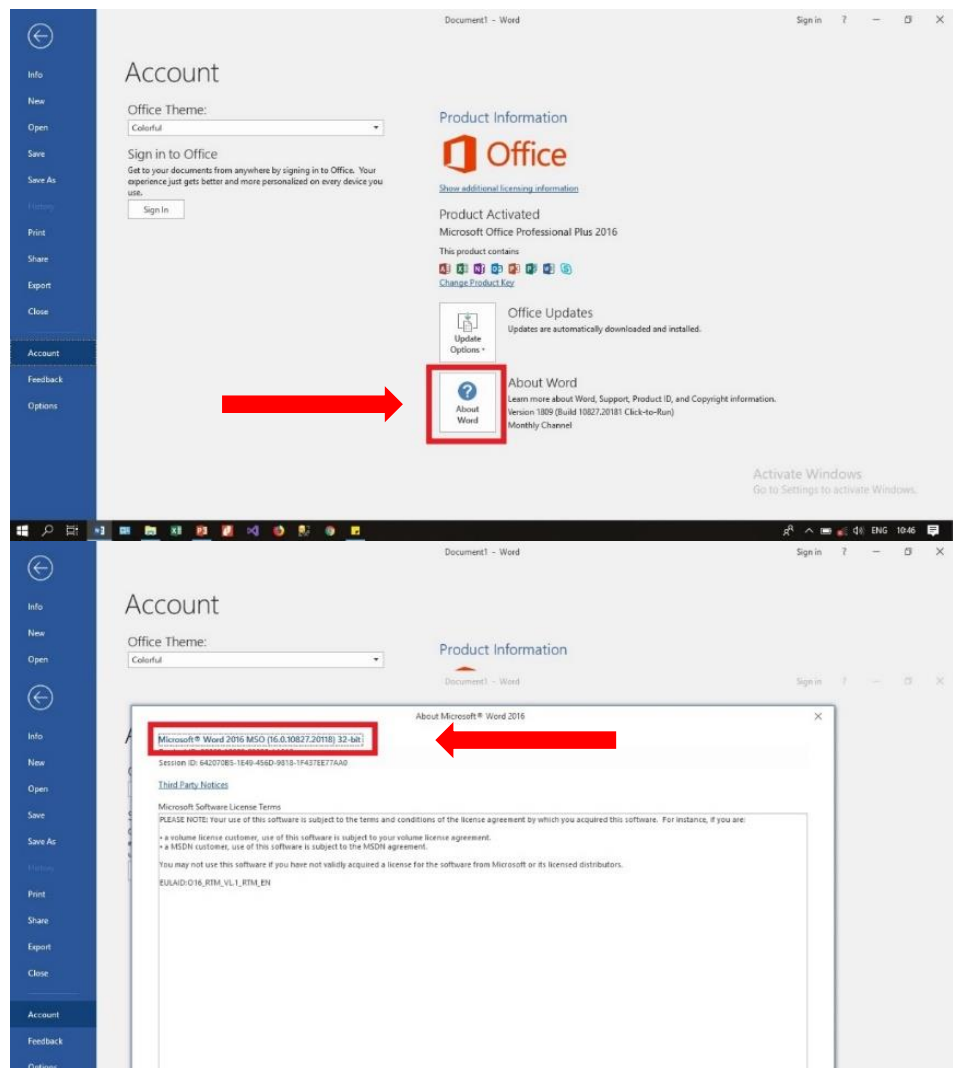 Document1 - Word
Sign in ?
Account
Info
New
Open
Save
Save As
History
Print
Share
Export
Close
Account
Feedback
Options
Office Theme:
Colorful
Sign in to Office
Get to your documents from anywhere by signing in to Office. Your
experience just gets better and more personalized on every device you
use.
Sign In
Product Information
Office
Show additional licensing information
Product Activated
Microsoft Office Professional Plus 2016
This product contains
Change Product Key
Update
Options
Office Updates
Updates are automatically downloaded and installed.
About
Word
About Word
Learn more about Word, Support, Product ID, and Copyright information.
Version 1809 (Build 10827.20181 Click-to-Run)
Monthly Channel
Activate Windows
Go to Settings to activate Windows.
ENG 10:46
Document1 - Word
Sign in ?
Account
Info
New
Open
Office Theme:
Colorful
Product Information
Document1 - Word
Sign in ?
Info
New
Open
Save
Save As
History
Print
Share
Export
Close
Account
Feedback
Options
About Microsoft® Word 2016
Microsoft® Word 2016 MSO (16.0.10827.20118) 32-bit
Session ID: 642070B5-1E49-456D-9818-1F437EE77AA0
Third Party Notices
Microsoft Software License Terms
PLEASE NOTE: Your use of this software is subject to the terms and conditions of the license agreement by which you acquired this software. For instance, if you are:
• a volume license customer, use of this software is subject to your volume license agreement.
• a MSDN customer, use of this software is subject to the MSDN agreement.
You may not use this software if you have not validly acquired a license for the software from Microsoft or its licensed distributors.
EULAID:O16_RTM_VL.1_RTM_EN